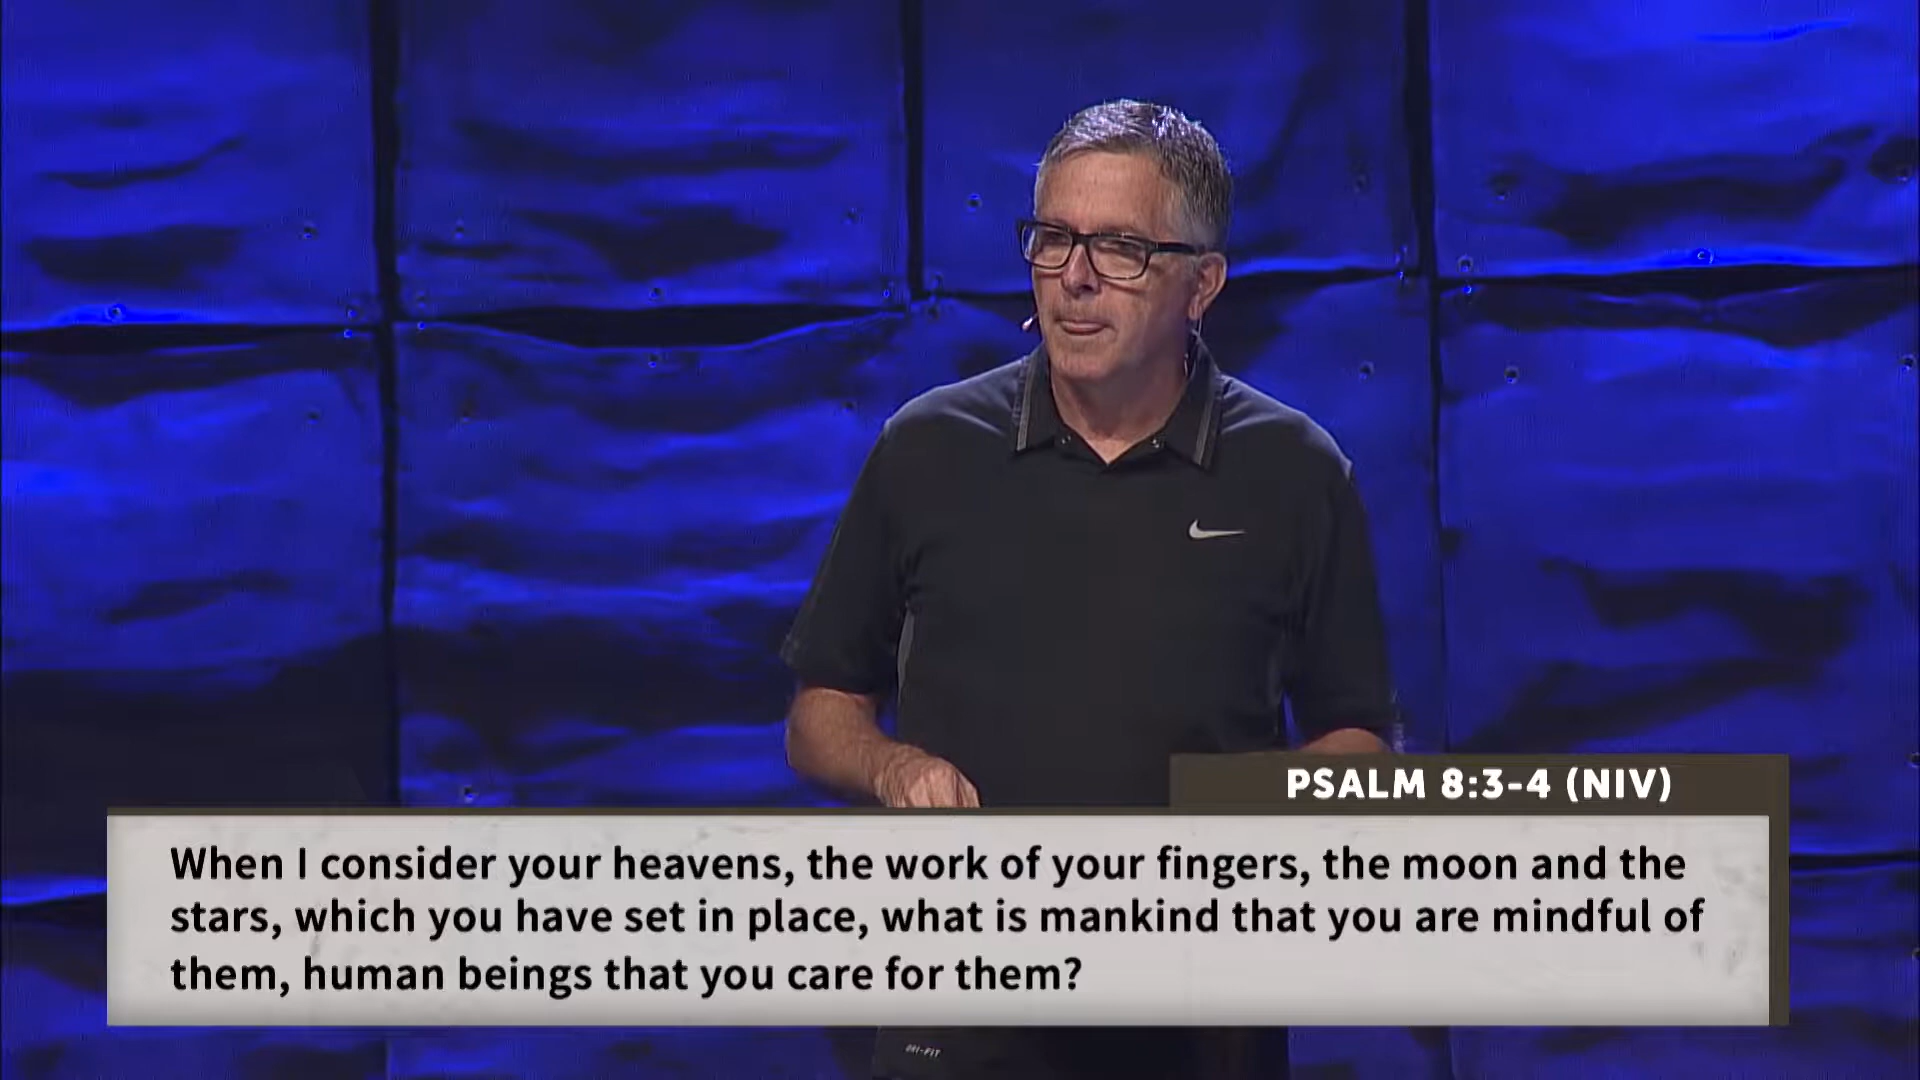 PSALM 8:3-4 (NIV)
When I consider your heavens, the work of your fingers, the moon and the
stars, which you have set in place, what is mankind that you are mindful of
them, human beings that you care for them?
DRI-FIT